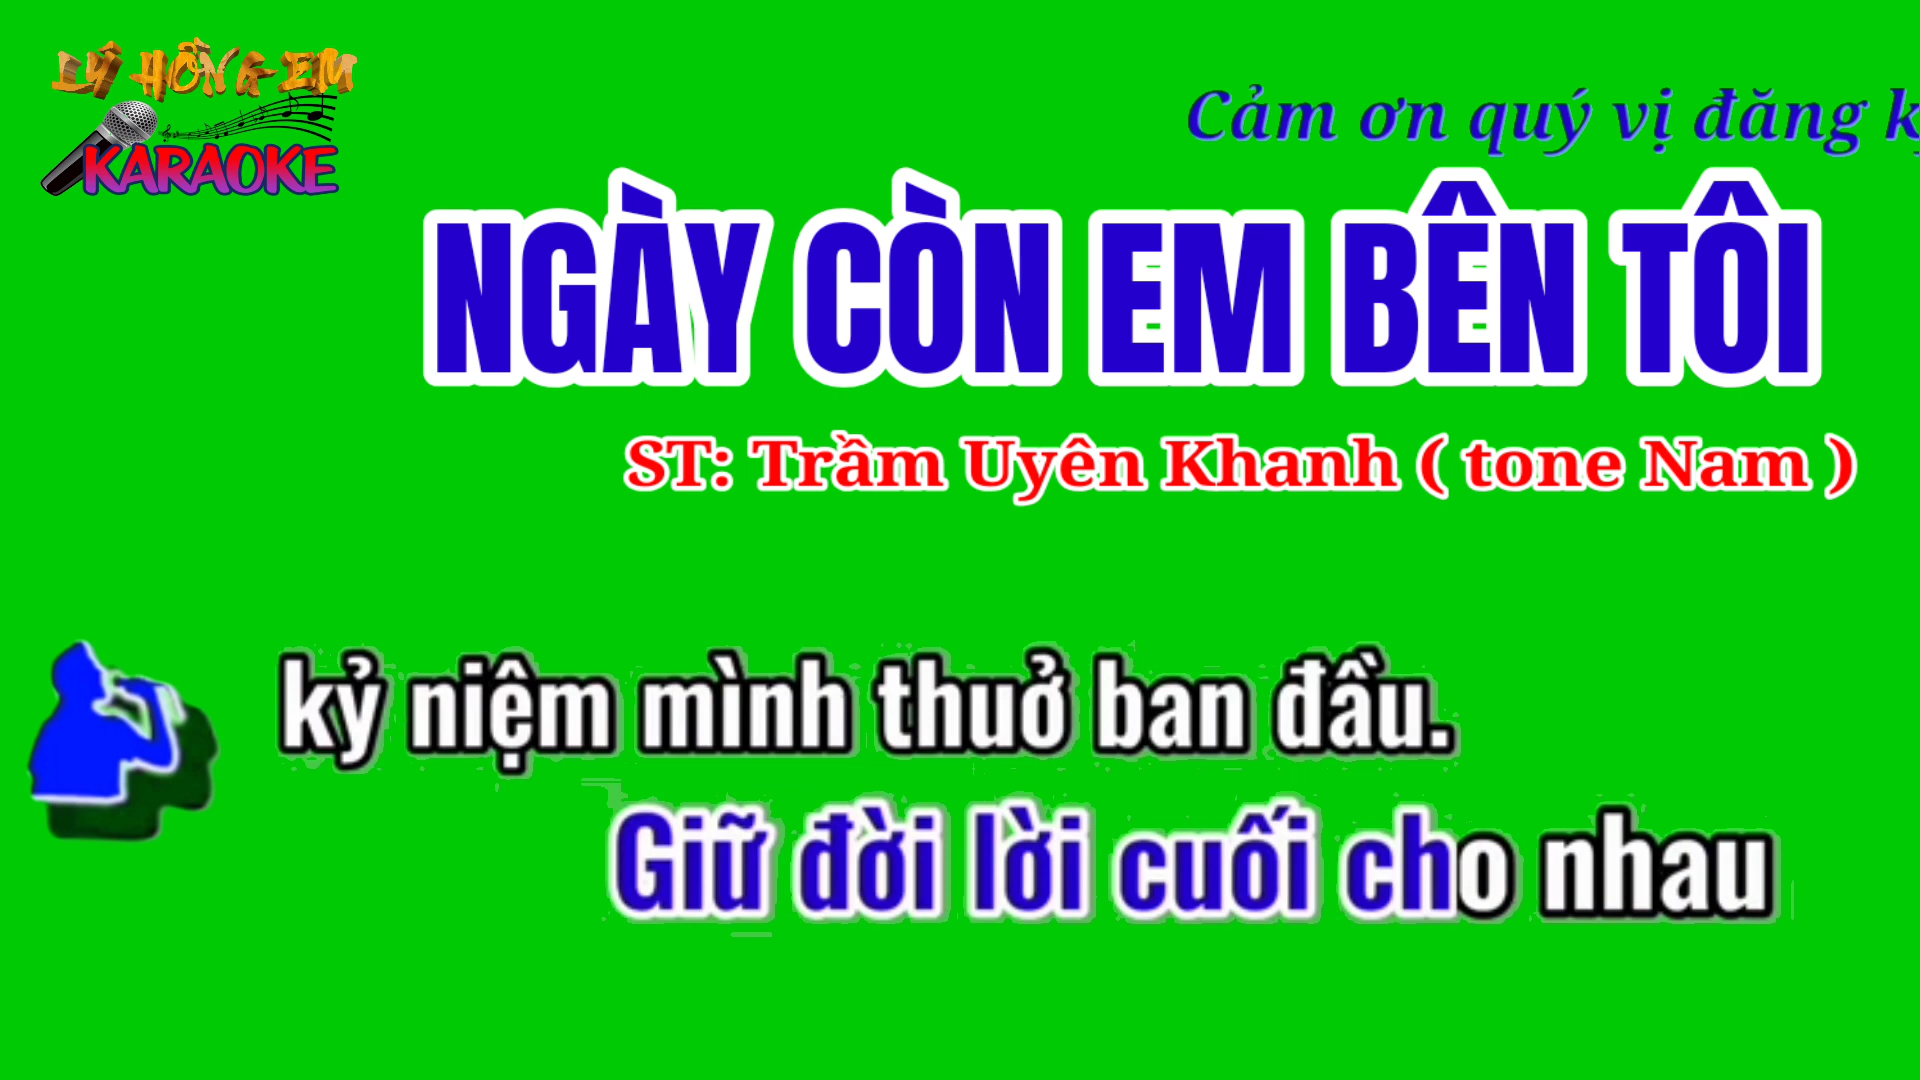 LÝ HỒNG EM
KARAOKE
Cảm ơn quý vị đăng
NGÀY CÒN EM BÊN TÔI
ST: Trầm Uyên Khanh ( tone Nam )
kỷ niệm mình thuở ban đầu.
Giữ đời lời cuối cho nhau